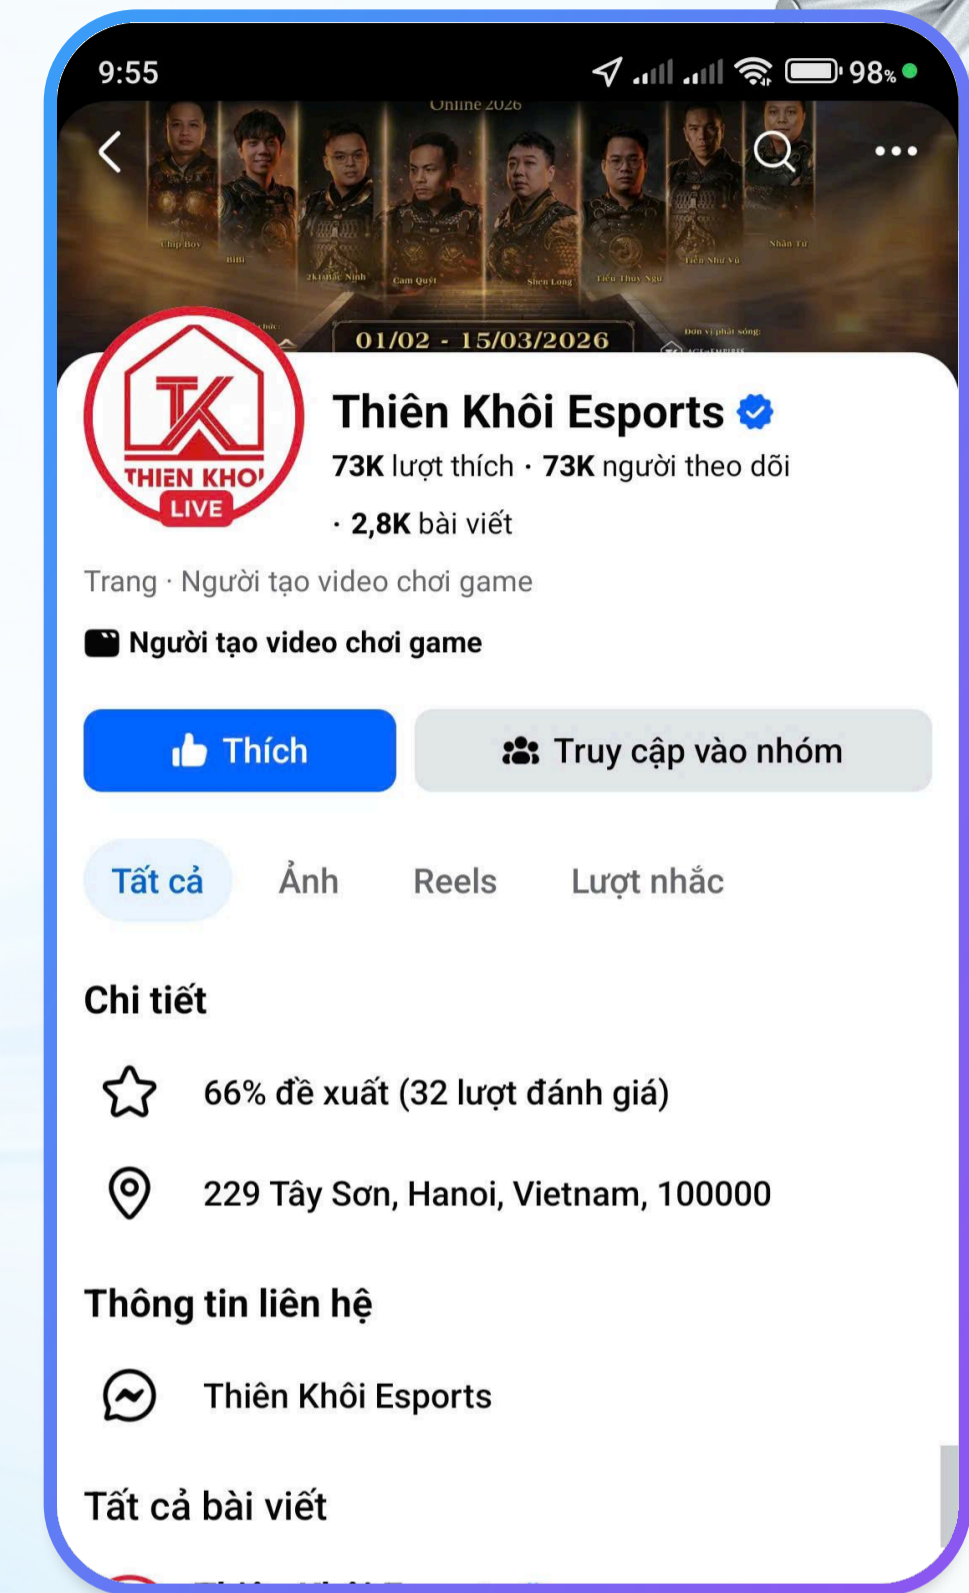 9:55
98%
Online 2026
Chip Boy
BiBi
2k1 Bắc Ninh
Cam Quýt
Shen Long
Tiểu Thủy Ngư
Tiễn Như Vũ
Nhân Tu
01/02 - 15/03/2026
Đơn vị phát sóng:
AGE OF EMPIRES
TK
THIEN KHOI
LIVE
Thiên Khôi Esports
73K lượt thích · 73K người theo dõi
· 2,8K bài viết
Trang · Người tạo video chơi game
Người tạo video chơi game
Thích
Truy cập vào nhóm
Tất cả
Ảnh
Reels
Lượt nhắc
Chi tiết
66% đề xuất (32 lượt đánh giá)
229 Tây Sơn, Hanoi, Vietnam, 100000
Thông tin liên hệ
Thiên Khôi Esports
Tất cả bài viết